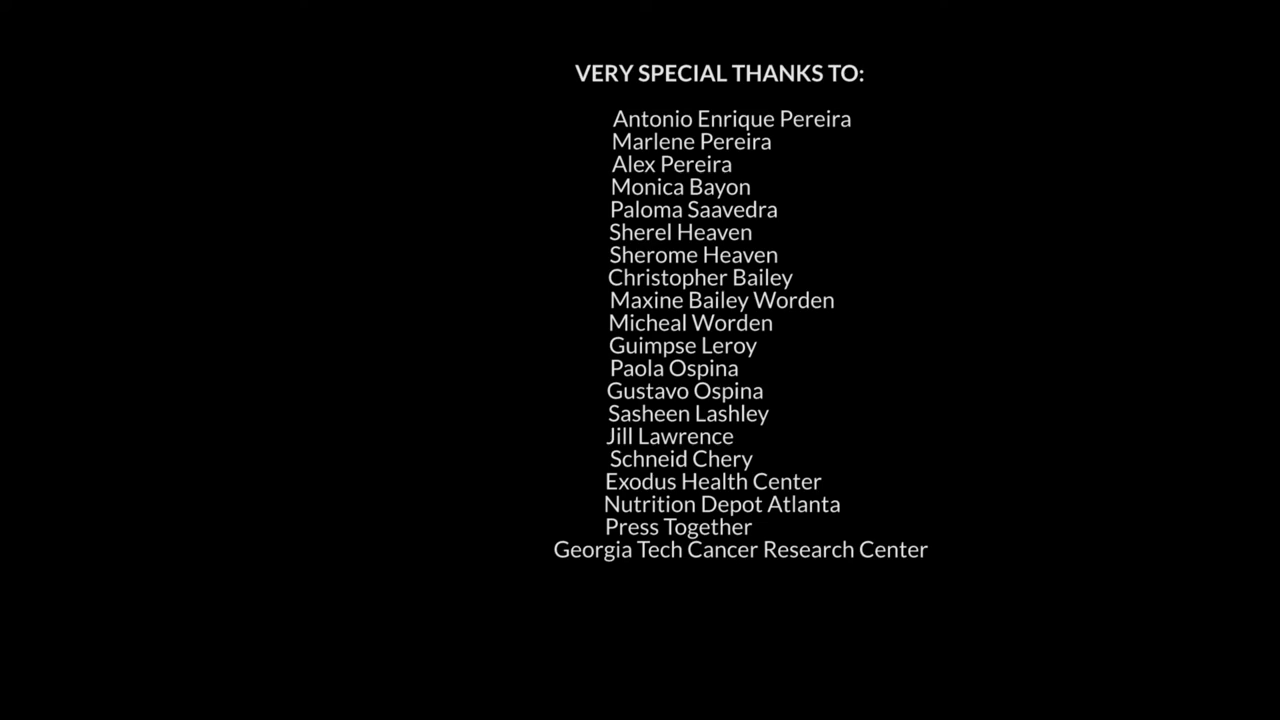 VERY SPECIAL THANKS TO:
Antonio Enrique Pereira
Marlene Pereira
Alex Pereira
Monica Bayon
Paloma Saavedra
Sherel Heaven
Sherome Heaven
Christopher Bailey
Maxine Bailey Worden
Micheal Worden
Guimpse Leroy
Paola Ospina
Gustavo Ospina
Sasheen Lashley
Jill Lawrence
Schneid Chery
Exodus Health Center
Nutrition Depot Atlanta
Press Together
Georgia Tech Cancer Research Center